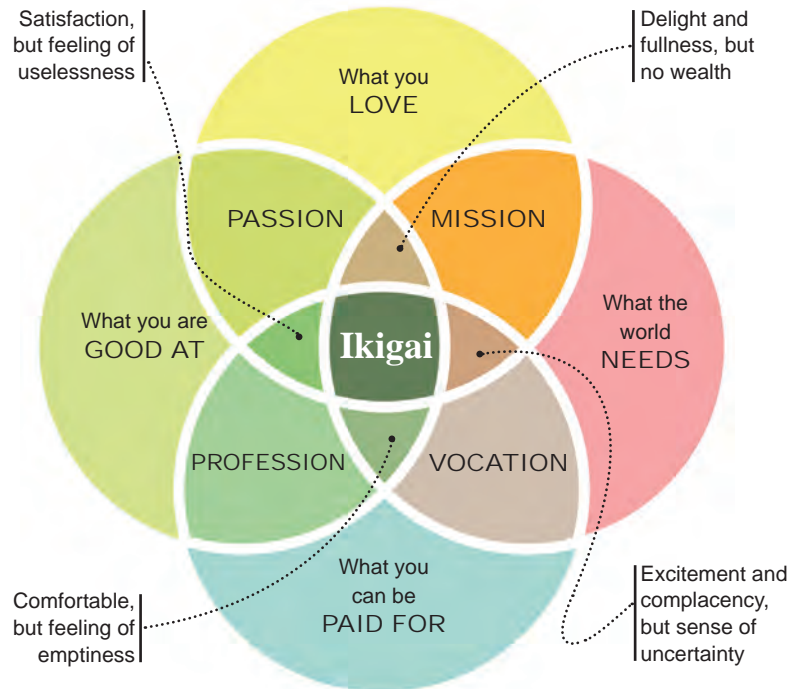 Satisfaction,
but feeling of
uselessness
Delight and
fullness, but
no wealth
What you
LOVE
PASSION
MISSION
What you are
GOOD AT
Ikigai
What the
world
NEEDS
PROFESSION
VOCATION
What you
can be
PAID FOR
Comfortable,
but feeling of
emptiness
Excitement and
complacency,
but sense of
uncertainty